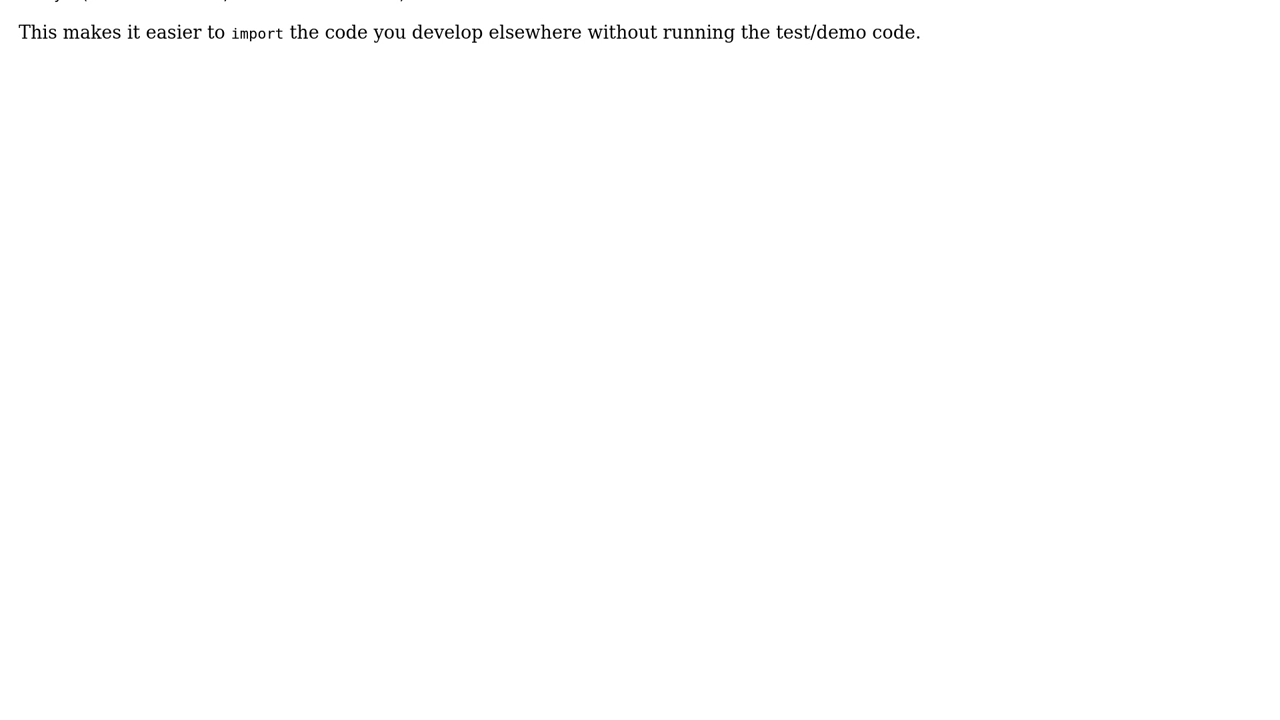 This makes it easier to import the code you develop elsewhere without running the test/demo code.